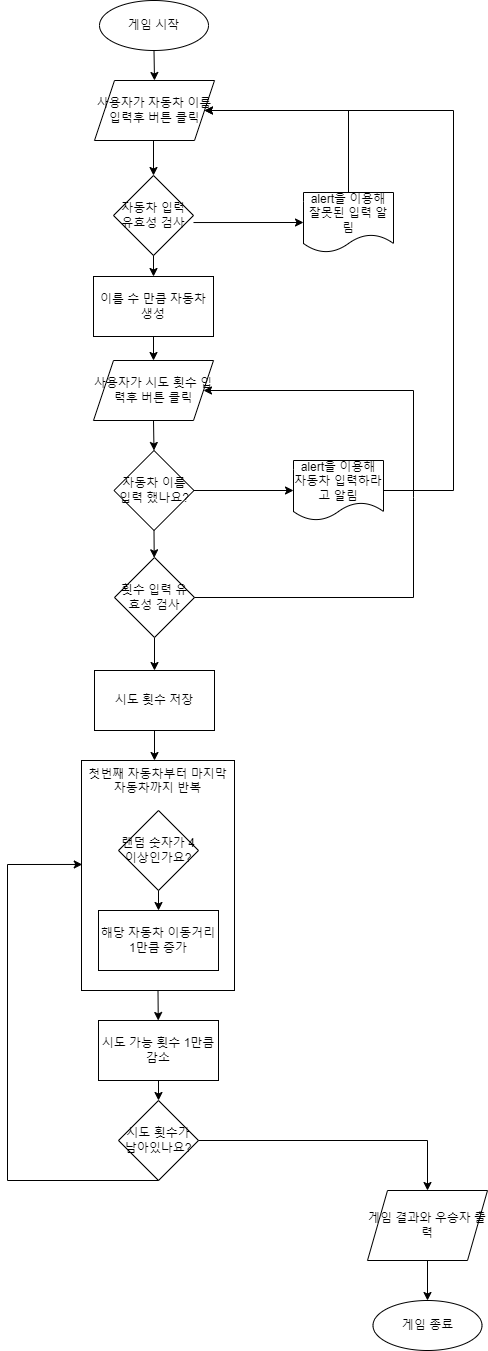 게임 시작
사용자가 자동차 이름
입력후 버튼 클릭
자동차 입력
유효성 검사
alert을 이용해
잘못된 입력 알
림
이름 수 만큼 자동차
생성
사용자가 시도 횟수 입
력후 버튼 클릭
자동차 이름
입력 했나요?
alert을 이용해
자동차 입력하라
고 알림
횟수 입력 유
효성 검사
시도 횟수 저장
첫번째 자동차부터 마지막
자동차까지 반복
랜덤 숫자가 4
이상인가요?
해당 자동차 이동거리
1만큼 증가
시도 가능 횟수 1만큼
감소
시도 횟수가
남아있나요?
게임 결과와 우승자 출
력
게임 종료